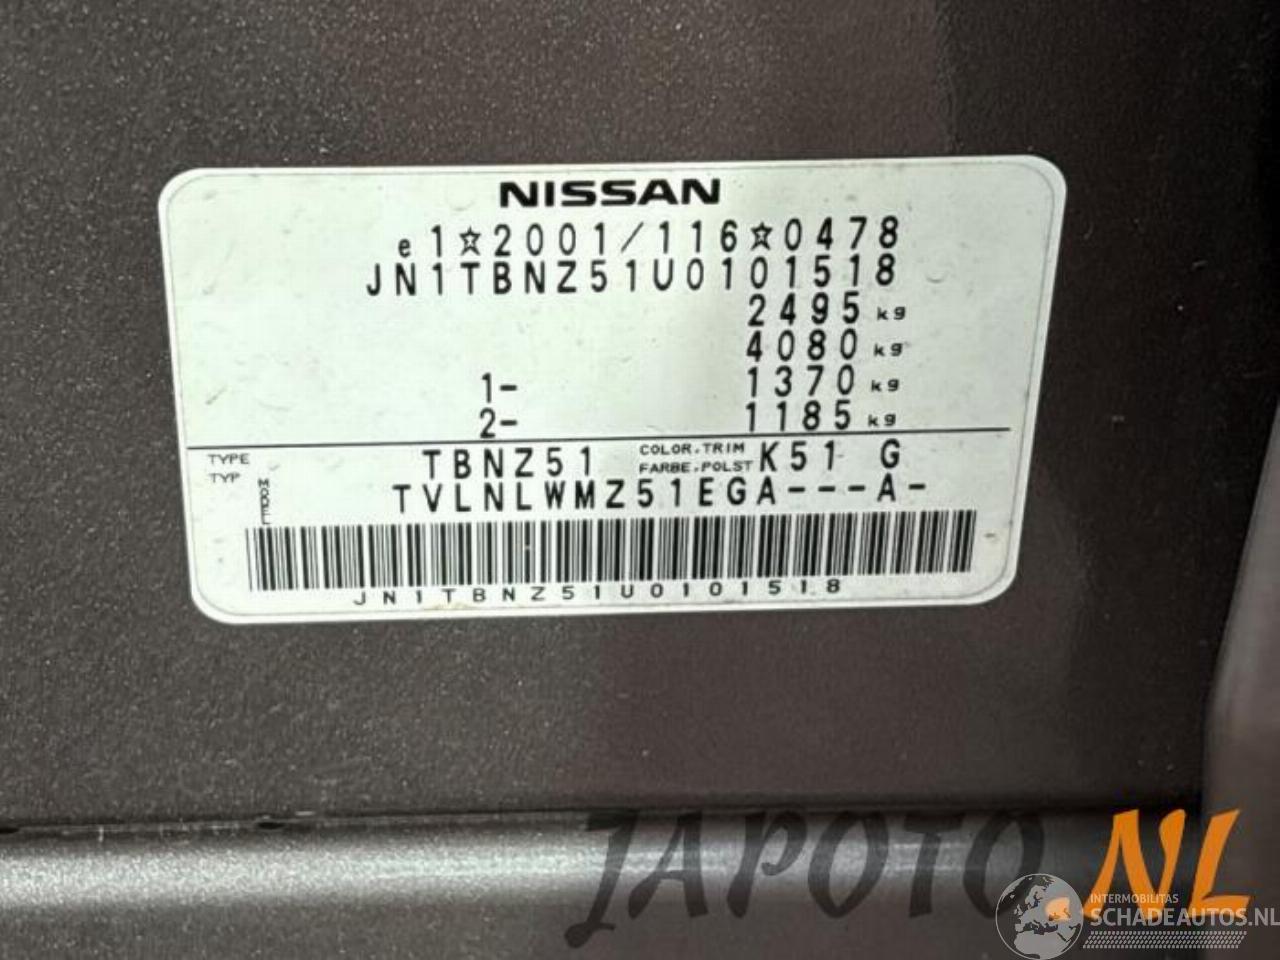 NISSAN
e1☆2001/116☆0478
JN1TBNZ51U0101518
2495 kg
4080 kg
1- 1370 kg
2- 1185 kg
TYPE TYP TBNZ51 COLOR.TRIM FARBE.POLST K51 G
MODEL TVLNLWMZ51EGA---A-
JN1TBNZ51U0101518
JAPOTO.NL
INTERMOBILITAS
SCHADEAUTOS.NL